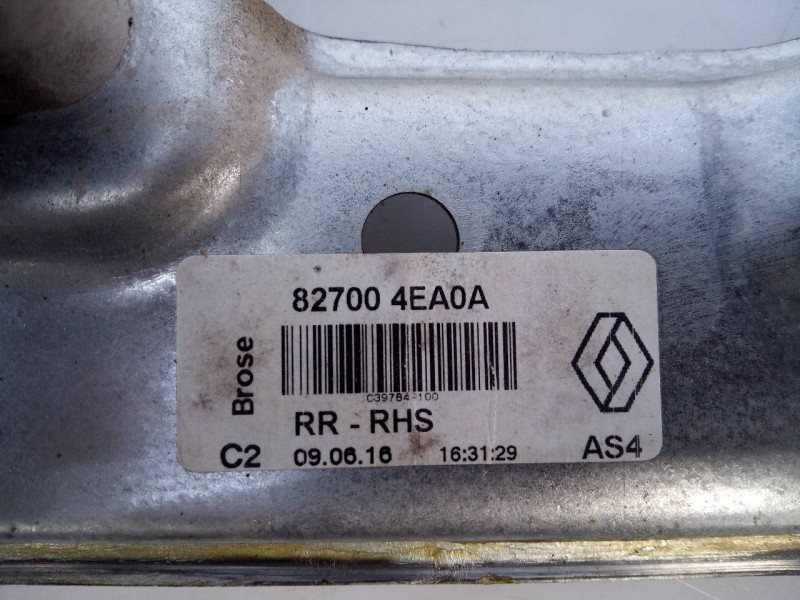 82700 4EA0A
Brose
C39784-100
RR - RHS
C2 09.06.16 16:31:29 AS4